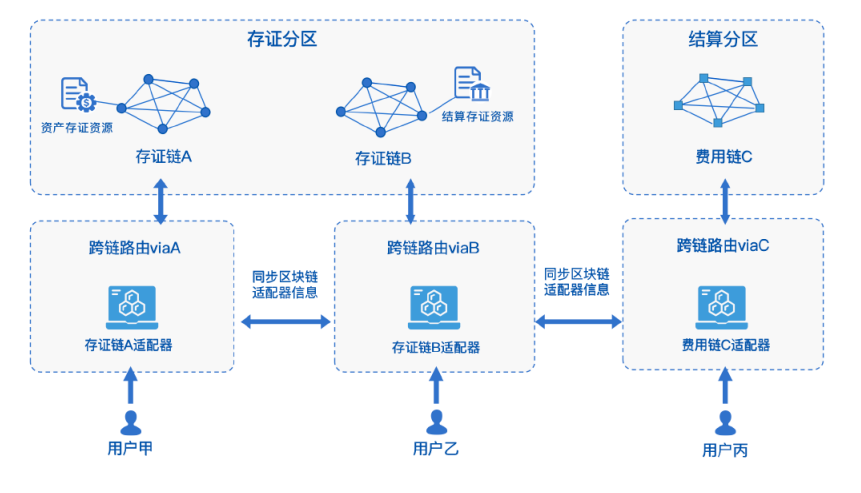 存证分区
结算分区
资产存证资源
结算存证资源
存证链A
存证链B
费用链C
跨链路由viaA
跨链路由viaB
跨链路由viaC
同步区块链
适配器信息
同步区块链
适配器信息
存证链A适配器
存证链B适配器
费用链C适配器
用户甲
用户乙
用户丙